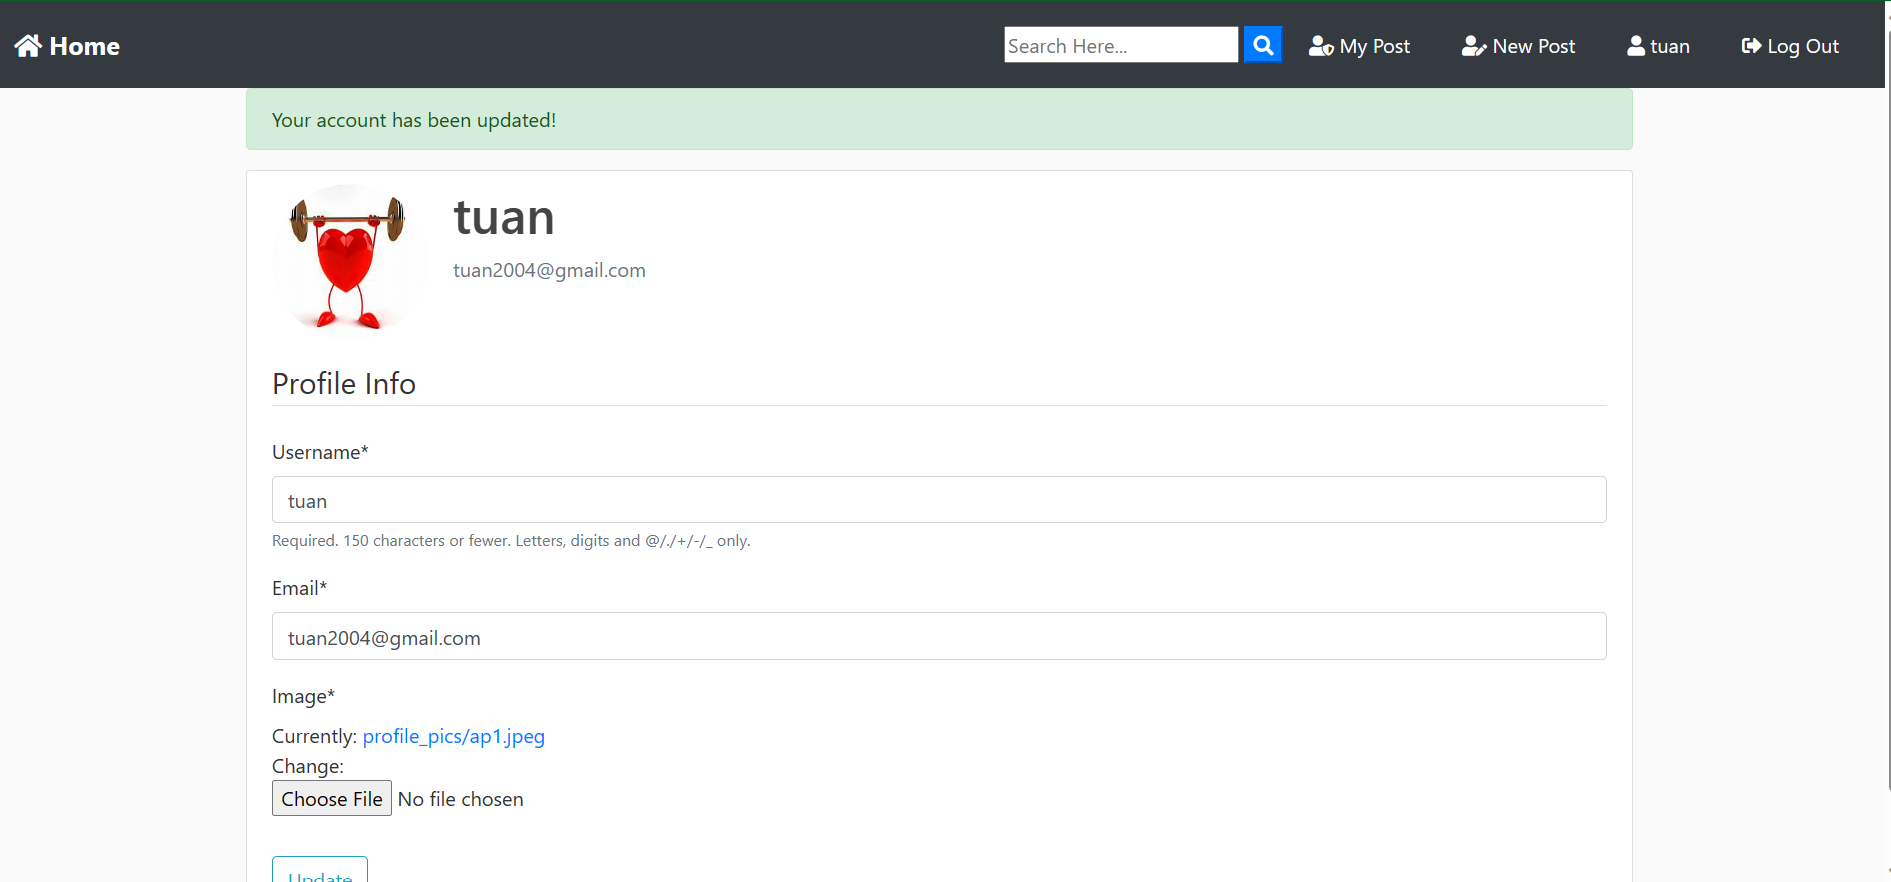 Home
Search Here...
My Post
New Post
tuan
Log Out
Your account has been updated!
tuan
tuan2004@gmail.com
Profile Info
Username*
tuan
Required. 150 characters or fewer. Letters, digits and @/./+/-/_ only.
Email*
tuan2004@gmail.com
Image*
Currently: profile_pics/ap1.jpeg
Change:
Choose File No file chosen
Update